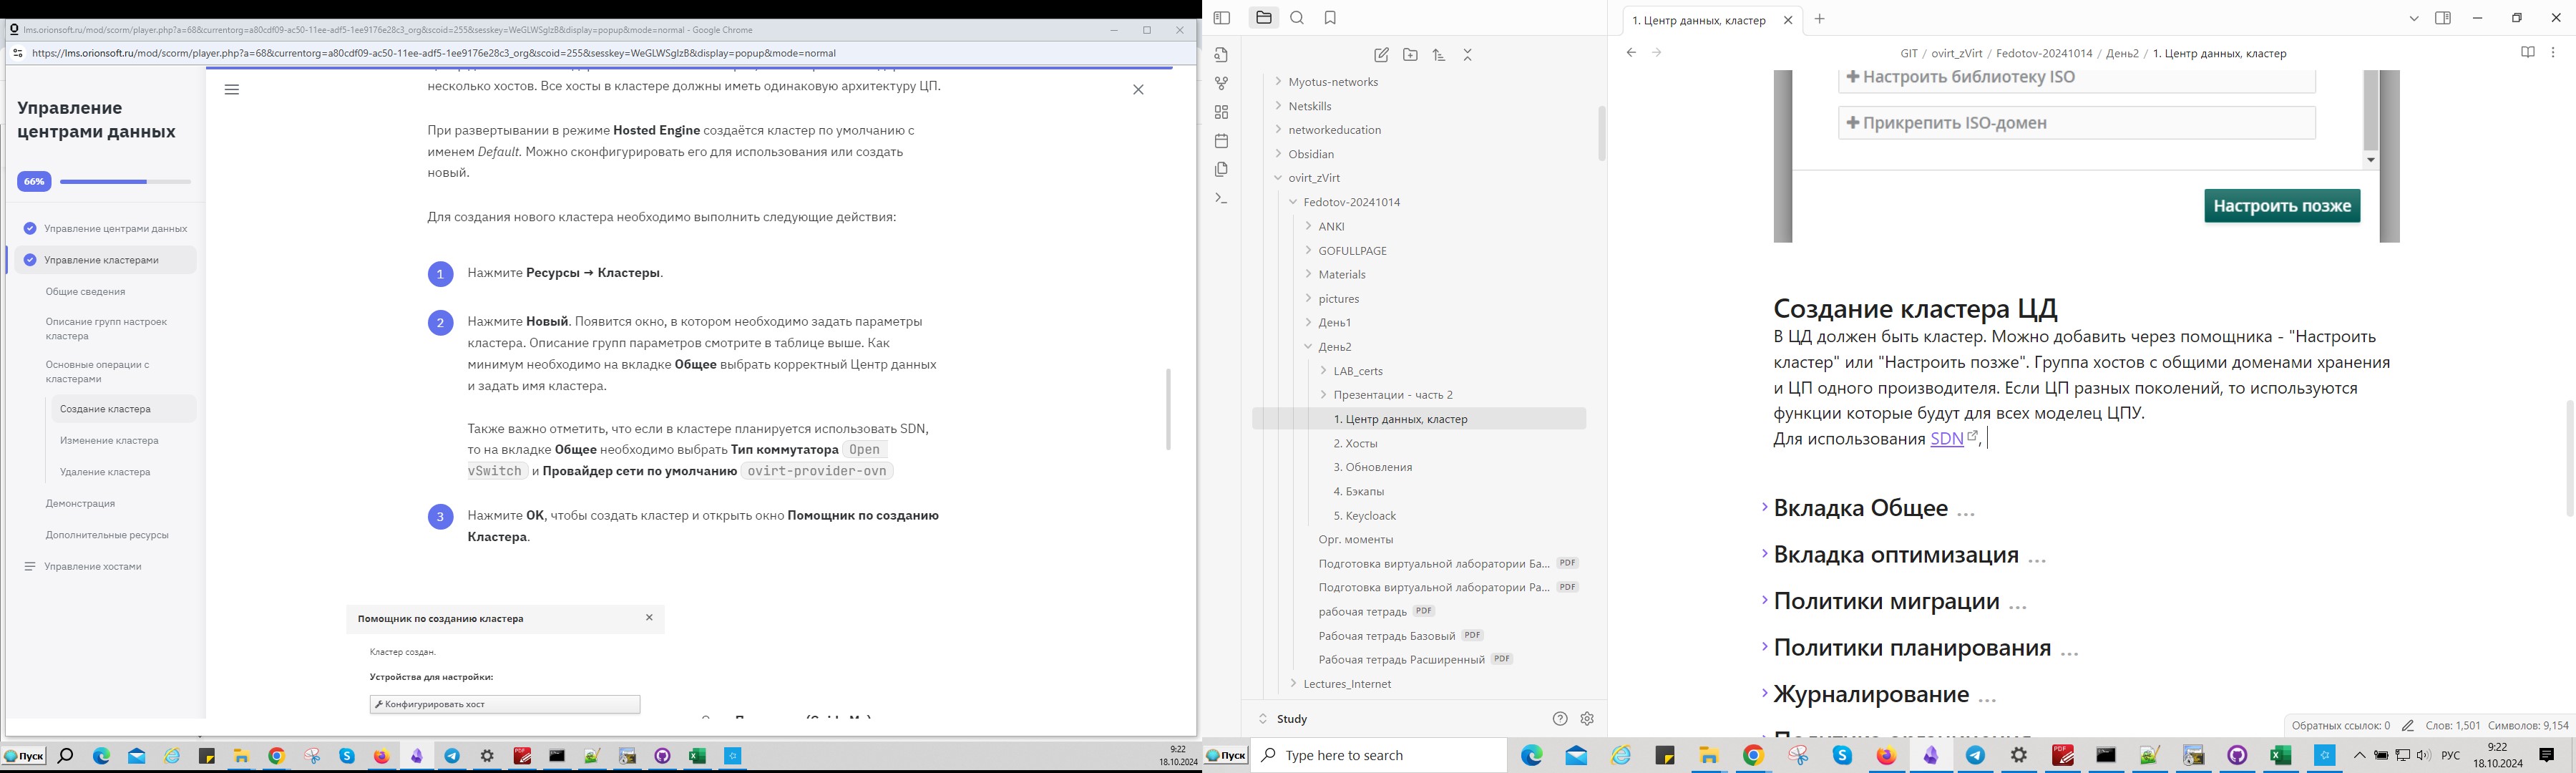 lms.orionsoft.ru/mod/scorm/player.php?a=68&currentorg=a80cdf09-ac50-11ee-adf5-1ee9176e28c3_org&scoid=255&sesskey=WeGLWSglzB&display=popup&mode=normal - Google Chrome
https://lms.orionsoft.ru/mod/scorm/player.php?a=68&currentorg=a80cdf09-ac50-11ee-adf5-1ee9176e28c3_org&scoid=255&sesskey=WeGLWSglzB&display=popup&mode=normal
Управление
центрами данных
66%
Управление центрами данных
Управление кластерами
Общие сведения
Описание групп настроек
кластера
Основные операции с
кластерами
Создание кластера
Изменение кластера
Удаление кластера
Демонстрация
Дополнительные ресурсы
Управление хостами
несколько хостов. Все хосты в кластере должны иметь одинаковую архитектуру ЦП.
При развертывании в режиме Hosted Engine создаётся кластер по умолчанию с
именем Default. Можно сконфигурировать его для использования или создать
новый.
Для создания нового кластера необходимо выполнить следующие действия:
1
Нажмите Ресурсы → Кластеры.
2
Нажмите Новый. Появится окно, в котором необходимо задать параметры
кластера. Описание групп параметров смотрите в таблице выше. Как
минимум необходимо на вкладке Общее выбрать корректный Центр данных
и задать имя кластера.
Также важно отметить, что если в кластере планируется использовать SDN,
то на вкладке Общее необходимо выбрать Тип коммутатора Open
vSwitch и Провайдер сети по умолчанию ovirt-provider-ovn
3
Нажмите OK, чтобы создать кластер и открыть окно Помощник по созданию
Кластера.
Помощник по созданию кластера
Кластер создан.
Устройства для настройки:
Конфигурировать хост
Пуск
9:22
18.10.2024
Myotus-networks
Netskills
networkeducation
Obsidian
ovirt_zVirt
Fedotov-20241014
ANKI
GOFULLPAGE
Materials
pictures
День1
День2
LAB_certs
Презентации - часть 2
1. Центр данных, кластер
2. Хосты
3. Обновления
4. Бэкапы
5. Keycloack
Орг. моменты
Подготовка виртуальной лаборатории Ба... PDF
Подготовка виртуальной лаборатории Ра... PDF
рабочая тетрадь PDF
Рабочая тетрадь Базовый PDF
Рабочая тетрадь Расширенный PDF
Lectures_Internet
Study
1. Центр данных, кластер
GIT / ovirt_zVirt / Fedotov-20241014 / День2 / 1. Центр данных, кластер
Настроить библиотеку ISO
Прикрепить ISO-домен
Настроить позже
Создание кластера ЦД
В ЦД должен быть кластер. Можно добавить через помощника - "Настроить
кластер" или "Настроить позже". Группа хостов с общими доменами хранения
и ЦП одного производителя. Если ЦП разных поколений, то используются
функции которые будут для всех моделец ЦПУ.
Для использования SDN,
Вкладка Общее ...
Вкладка оптимизация ...
Политики миграции ...
Политики планирования ...
Журналирование ...
Обратных ссылок: 0 Слов: 1,501 Символов: 9,154
Пуск
Type here to search
РУС
9:22
18.10.2024